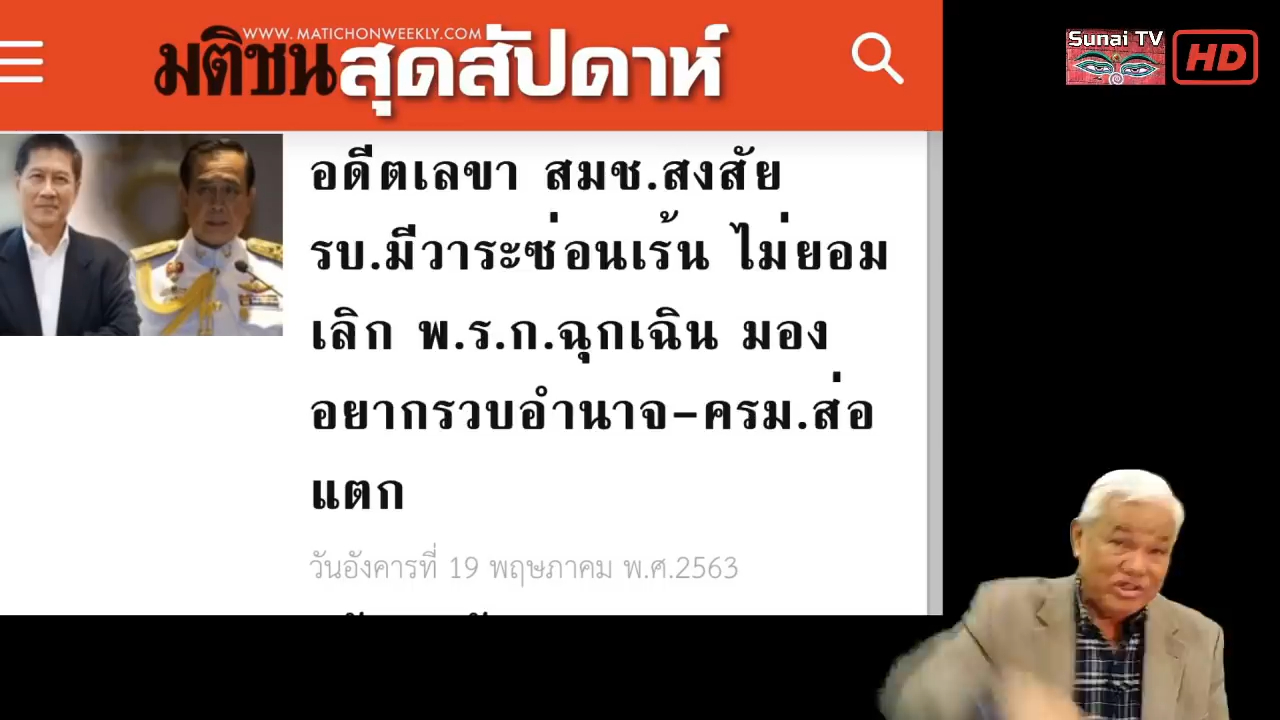 WWW.MATICHONWEEKLY.COM
มติชนสุดสัปดาห์
Sunai TV
HD
อดีตเลขา สมช.สงสัย
รบ.มีวาระซ่อนเร้น ไม่ยอม
เลิก พ.ร.ก.ฉุกเฉิน มอง
อยากรวบอำนาจ-ครม.ส่อ
แตก
วันอังคารที่ 19 พฤษภาคม พ.ศ.2563